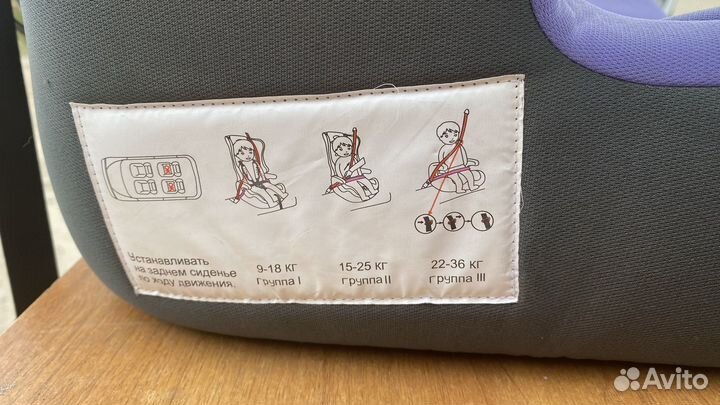 Устанавливать
на заднем сиденье
по ходу движения.
9-18 КГ
группа I
15-25 КГ
группа II
22-36 КГ
группа III
Avito